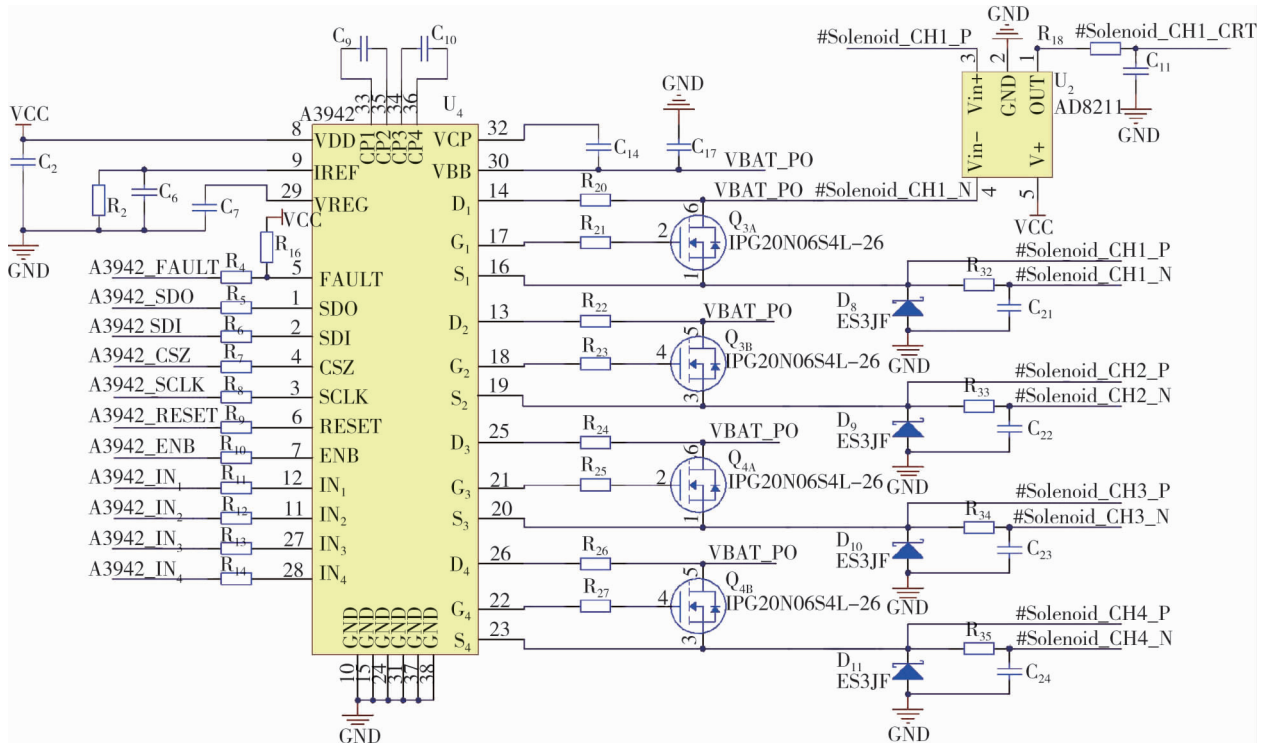 C₉
C₁₀
33
35
34
36
A3942
U₄
CP1
CP2
CP3
CP4
VCC
C₂
GND
R₂
C₆
C₇
VCC
R₁₆
8
VDD
9
IREF
29
VREG
A3942_FAULT
R₄
5
FAULT
A3942_SDO
R₅
1
SDO
A3942 SDI
R₆
2
SDI
A3942_CSZ
R₇
4
CSZ
A3942_SCLK
R₈
3
SCLK
A3942_RESET
R₉
6
RESET
A3942_ENB
R₁₀
7
ENB
A3942_IN₁
R₁₁
12
IN₁
A3942_IN₂
R₁₂
11
IN₂
A3942_IN₃
R₁₃
27
IN₃
A3942_IN₄
R₁₄
28
IN₄
GND
GND
GND
GND
GND
GND
10
15
24
31
37
38
GND
VCP
32
C₁₄
GND
C₁₇
VBB
30
VBAT_PO
D₁
14
R₂₀
VBAT_PO
#Solenoid_CH1_N
G₁
17
R₂₁
2
6
1
Q₃A
IPG20N06S4L-26
S₁
16
D₂
13
R₂₂
VBAT_PO
G₂
18
R₂₃
4
5
3
Q₃B
IPG20N06S4L-26
S₂
19
D₃
25
R₂₄
VBAT_PO
G₃
21
R₂₅
2
6
1
Q₄A
IPG20N06S4L-26
S₃
20
D₄
26
R₂₆
VBAT_PO
G₄
22
R₂₇
4
5
3
Q₄B
IPG20N06S4L-26
S₄
23
#Solenoid_CH1_P
GND
R₁₈
#Solenoid_CH1_CRT
3
2
1
Vin+
GND
OUT
U₂
AD8211
C₁₁
GND
Vin-
V+
4
5
VCC
#Solenoid_CH1_P
R₃₂
#Solenoid_CH1_N
D₈
ES3JF
C₂₁
GND
#Solenoid_CH2_P
R₃₃
#Solenoid_CH2_N
D₉
ES3JF
C₂₂
GND
#Solenoid_CH3_P
R₃₄
#Solenoid_CH3_N
D₁₀
ES3JF
C₂₃
GND
#Solenoid_CH4_P
R₃₅
#Solenoid_CH4_N
D₁₁
ES3JF
C₂₄
GND